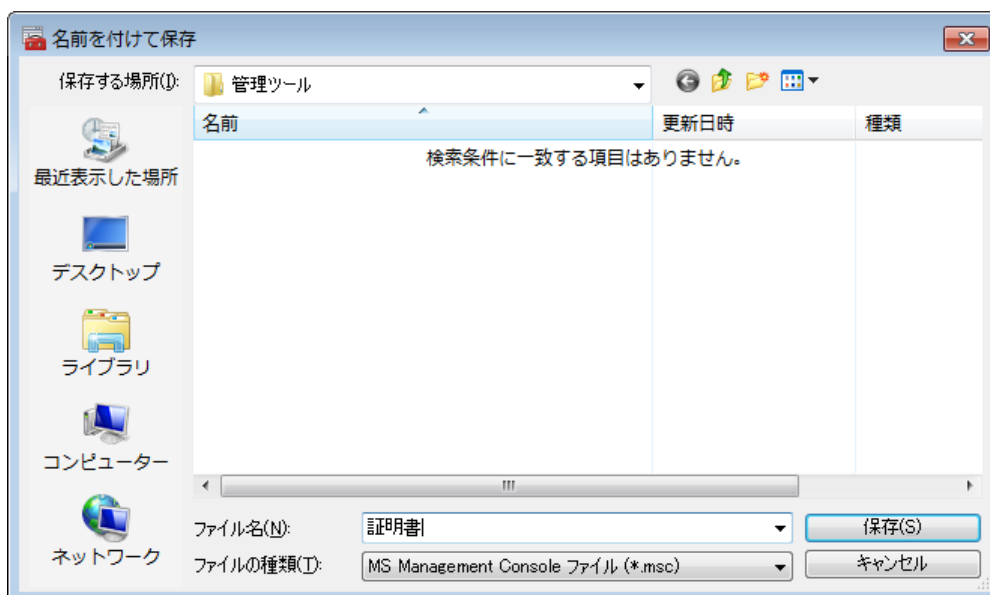 名前を付けて保存
保存する場所(I):
管理ツール
名前 更新日時 種類
検索条件に一致する項目はありません。
最近表示した場所
デスクトップ
ライブラリ
コンピューター
ネットワーク
ファイル名(N): 証明書 保存(S)
ファイルの種類(T): MS Management Console ファイル (*.msc) キャンセル